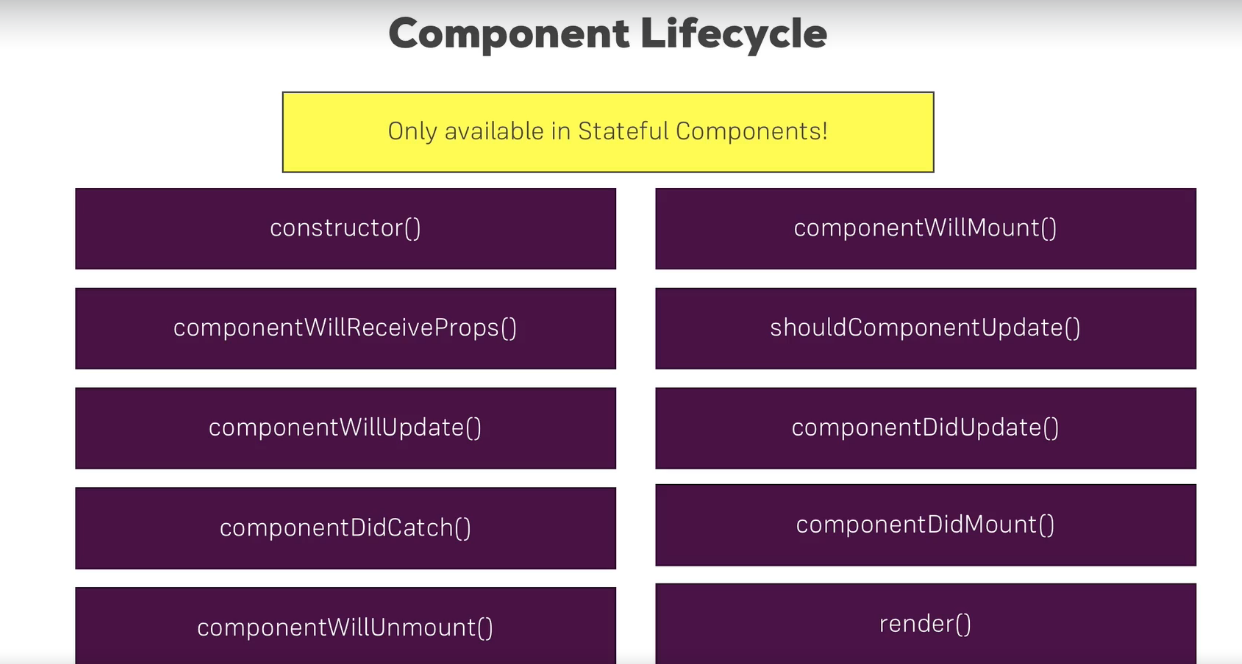 Component Lifecycle
Only available in Stateful Components!
constructor()
componentWillMount()
componentWillReceiveProps()
shouldComponentUpdate()
componentWillUpdate()
componentDidUpdate()
componentDidCatch()
componentDidMount()
componentWillUnmount()
render()